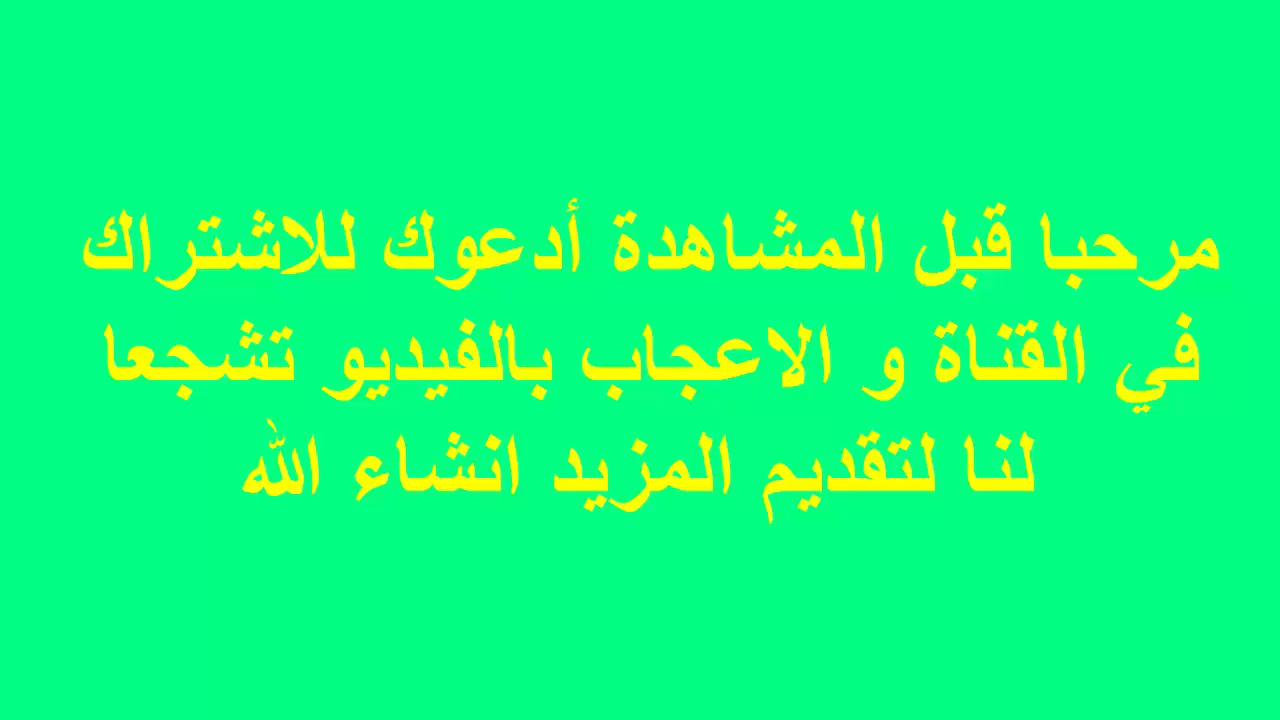 مرحبا قبل المشاهدة أدعوك للاشتراك
في القناة و الاعجاب بالفيديو تشجعا
لنا لتقديم المزيد انشاء الله